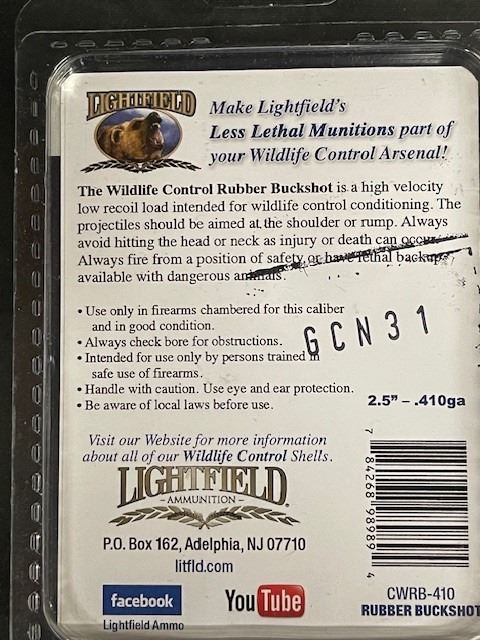 LIGHTFIELD
Make Lightfield's
Less Lethal Munitions part of
your Wildlife Control Arsenal!
The Wildlife Control Rubber Buckshot is a high velocity
low recoil load intended for wildlife control conditioning. The
projectiles should be aimed at the shoulder or rump. Always
avoid hitting the head or neck as injury or death can occur.
Always fire from a position of safety or have lethal backup
available with dangerous animals.
• Use only in firearms chambered for this caliber
and in good condition.
• Always check bore for obstructions.
• Intended for use only by persons trained in
safe use of firearms.
• Handle with caution. Use eye and ear protection.
• Be aware of local laws before use.
GCN31
2.5" – .410ga
Visit our Website for more information
about all of our Wildlife Control Shells.
LIGHTFIELD
- AMMUNITION -
P.O. Box 162, Adelphia, NJ 07710
litfld.com
facebook
Lightfield Ammo
YouTube
7 84268 98989 4
CWRB-410
RUBBER BUCKSHOT